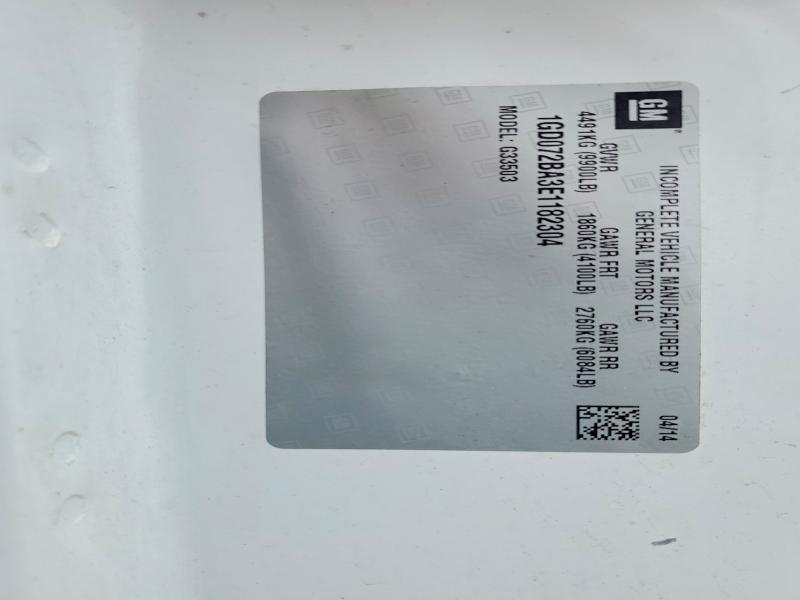 GM
INCOMPLETE VEHICLE MANUFACTURED BY 04/14
GENERAL MOTORS LLC
GVWR GAWR FRT GAWR RR
4491KG (9900LB) 1860KG (4100LB) 2760KG (6084LB)
1GD072BA3E1182304
MODEL: G33503